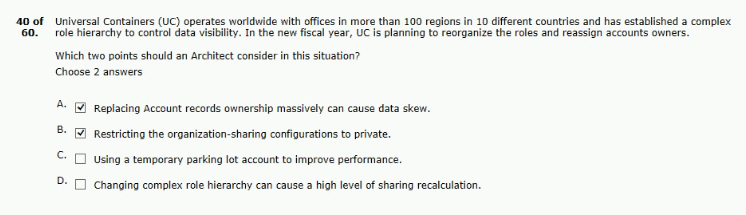 40 of Universal Containers (UC) operates worldwide with offices in more than 100 regions in 10 different countries and has established a complex
60. role hierarchy to control data visibility. In the new fiscal year, UC is planning to reorganize the roles and reassign accounts owners.
Which two points should an Architect consider in this situation?
Choose 2 answers
A. Replacing Account records ownership massively can cause data skew.
B. Restricting the organization-sharing configurations to private.
C. Using a temporary parking lot account to improve performance.
D. Changing complex role hierarchy can cause a high level of sharing recalculation.